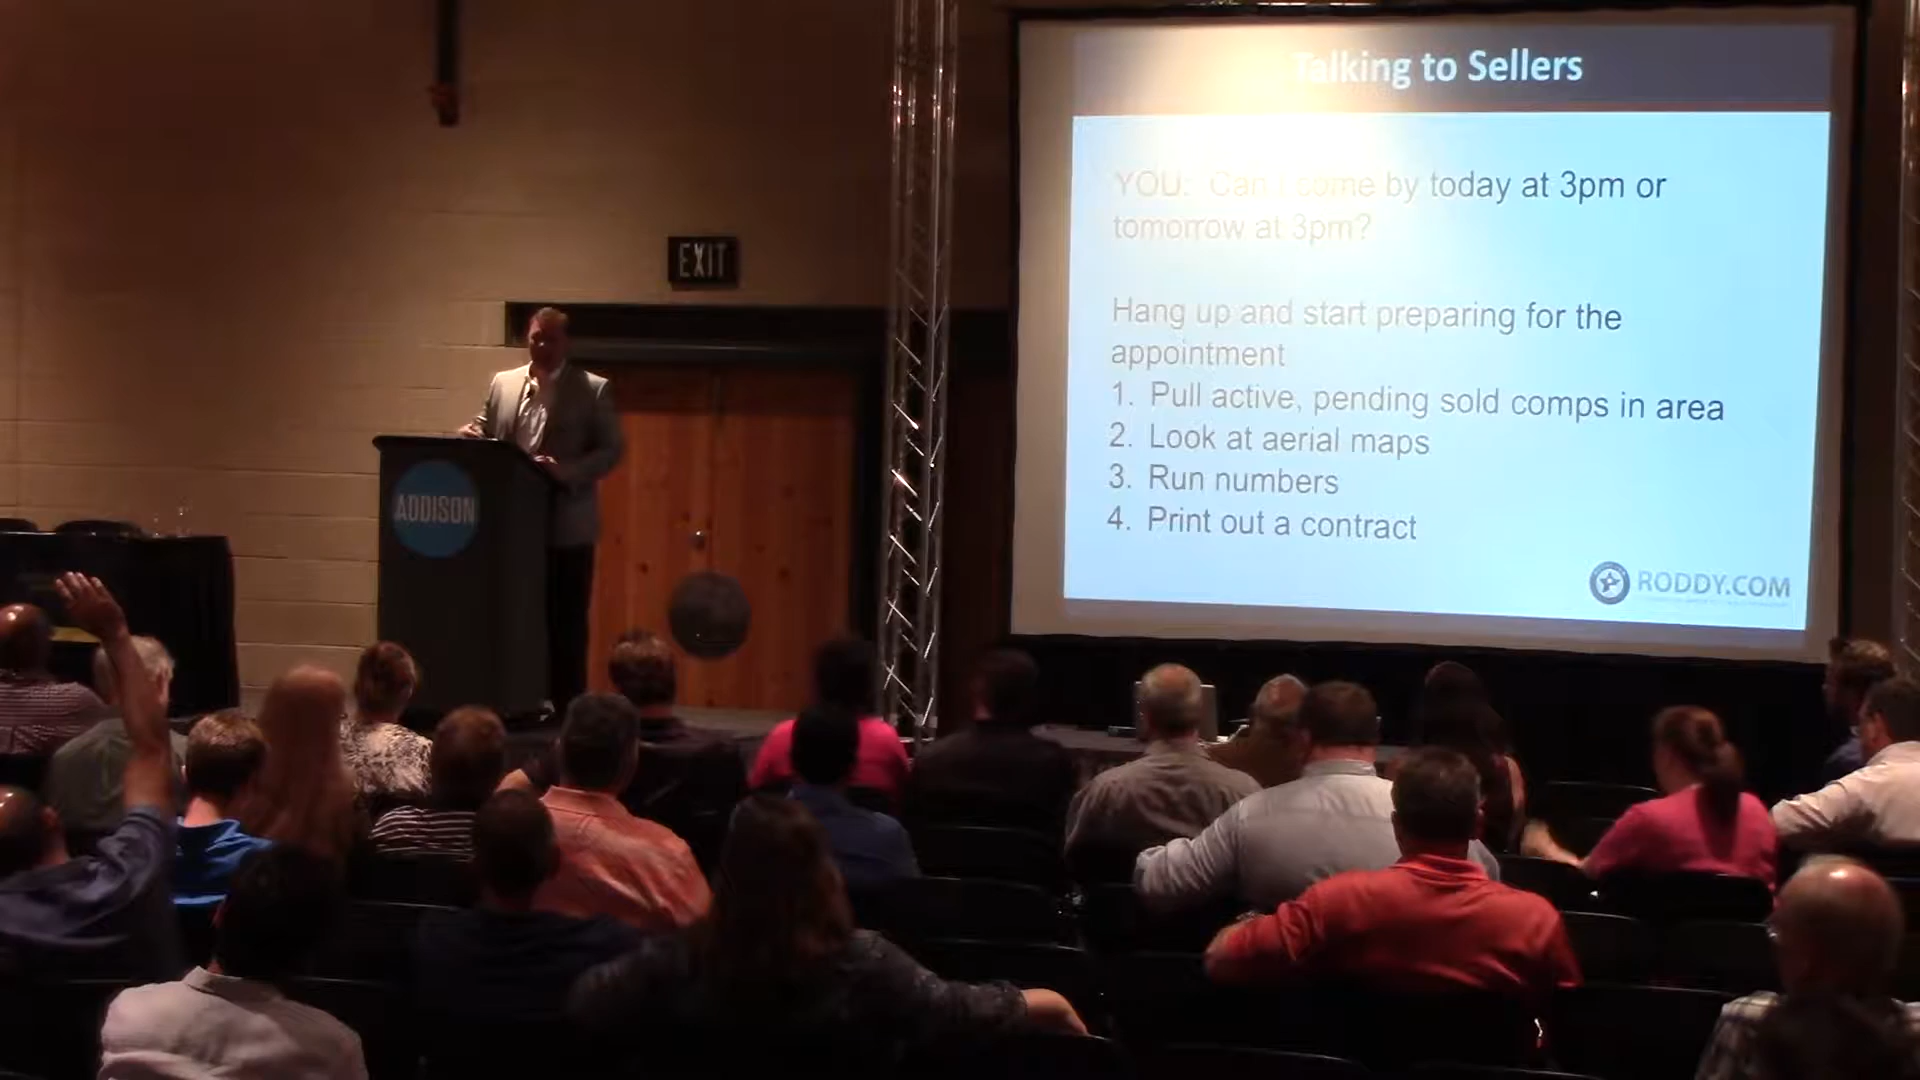 Talking to Sellers
YOU: Can I come by today at 3pm or
tomorrow at 3pm?
Hang up and start preparing for the
appointment
1. Pull active, pending sold comps in area
2. Look at aerial maps
3. Run numbers
4. Print out a contract
RODDY.COM
EXIT
ADDISON